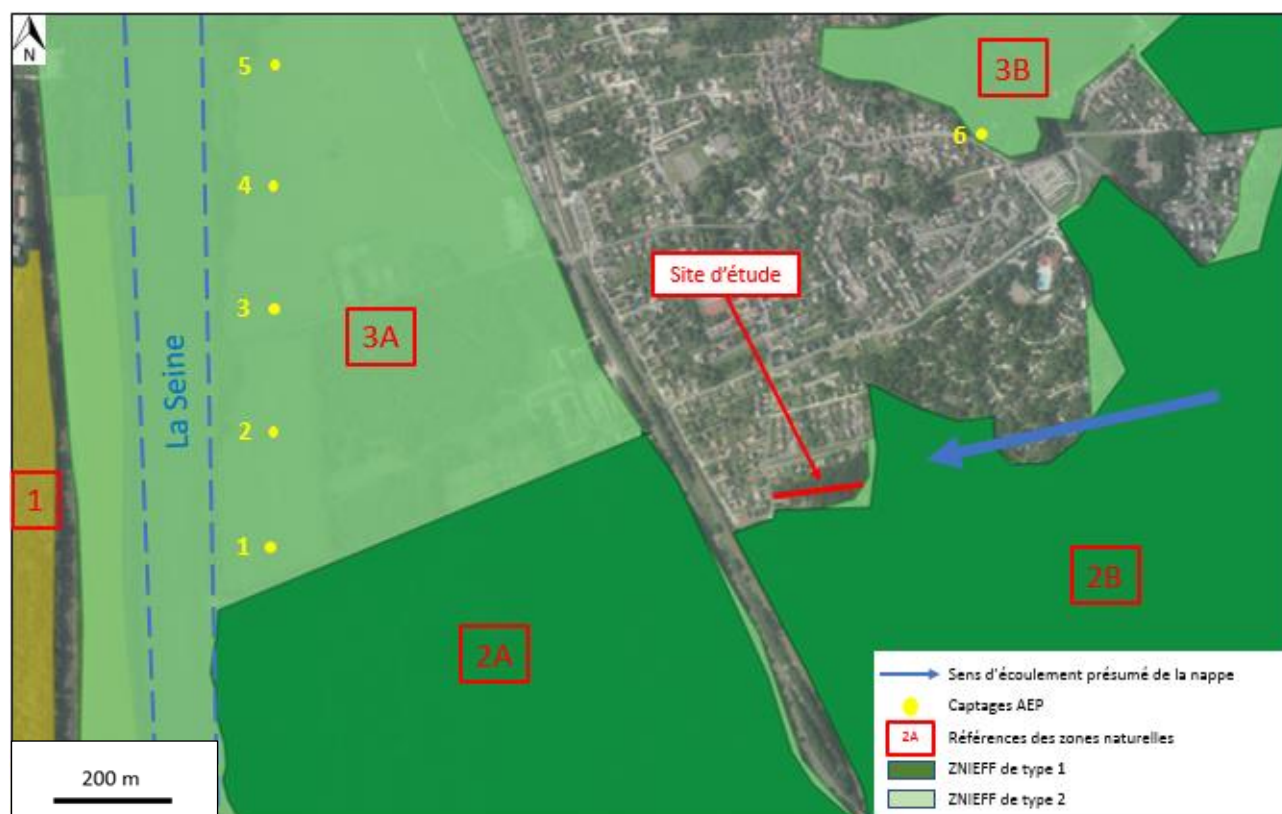 N
5
3B
6
4
Site d'étude
3
3A
La Seine
2
1
1
2B
2A
Sens d'écoulement présumé de la nappe
Captages AEP
2A Références des zones naturelles
ZNIEFF de type 1
ZNIEFF de type 2
200 m